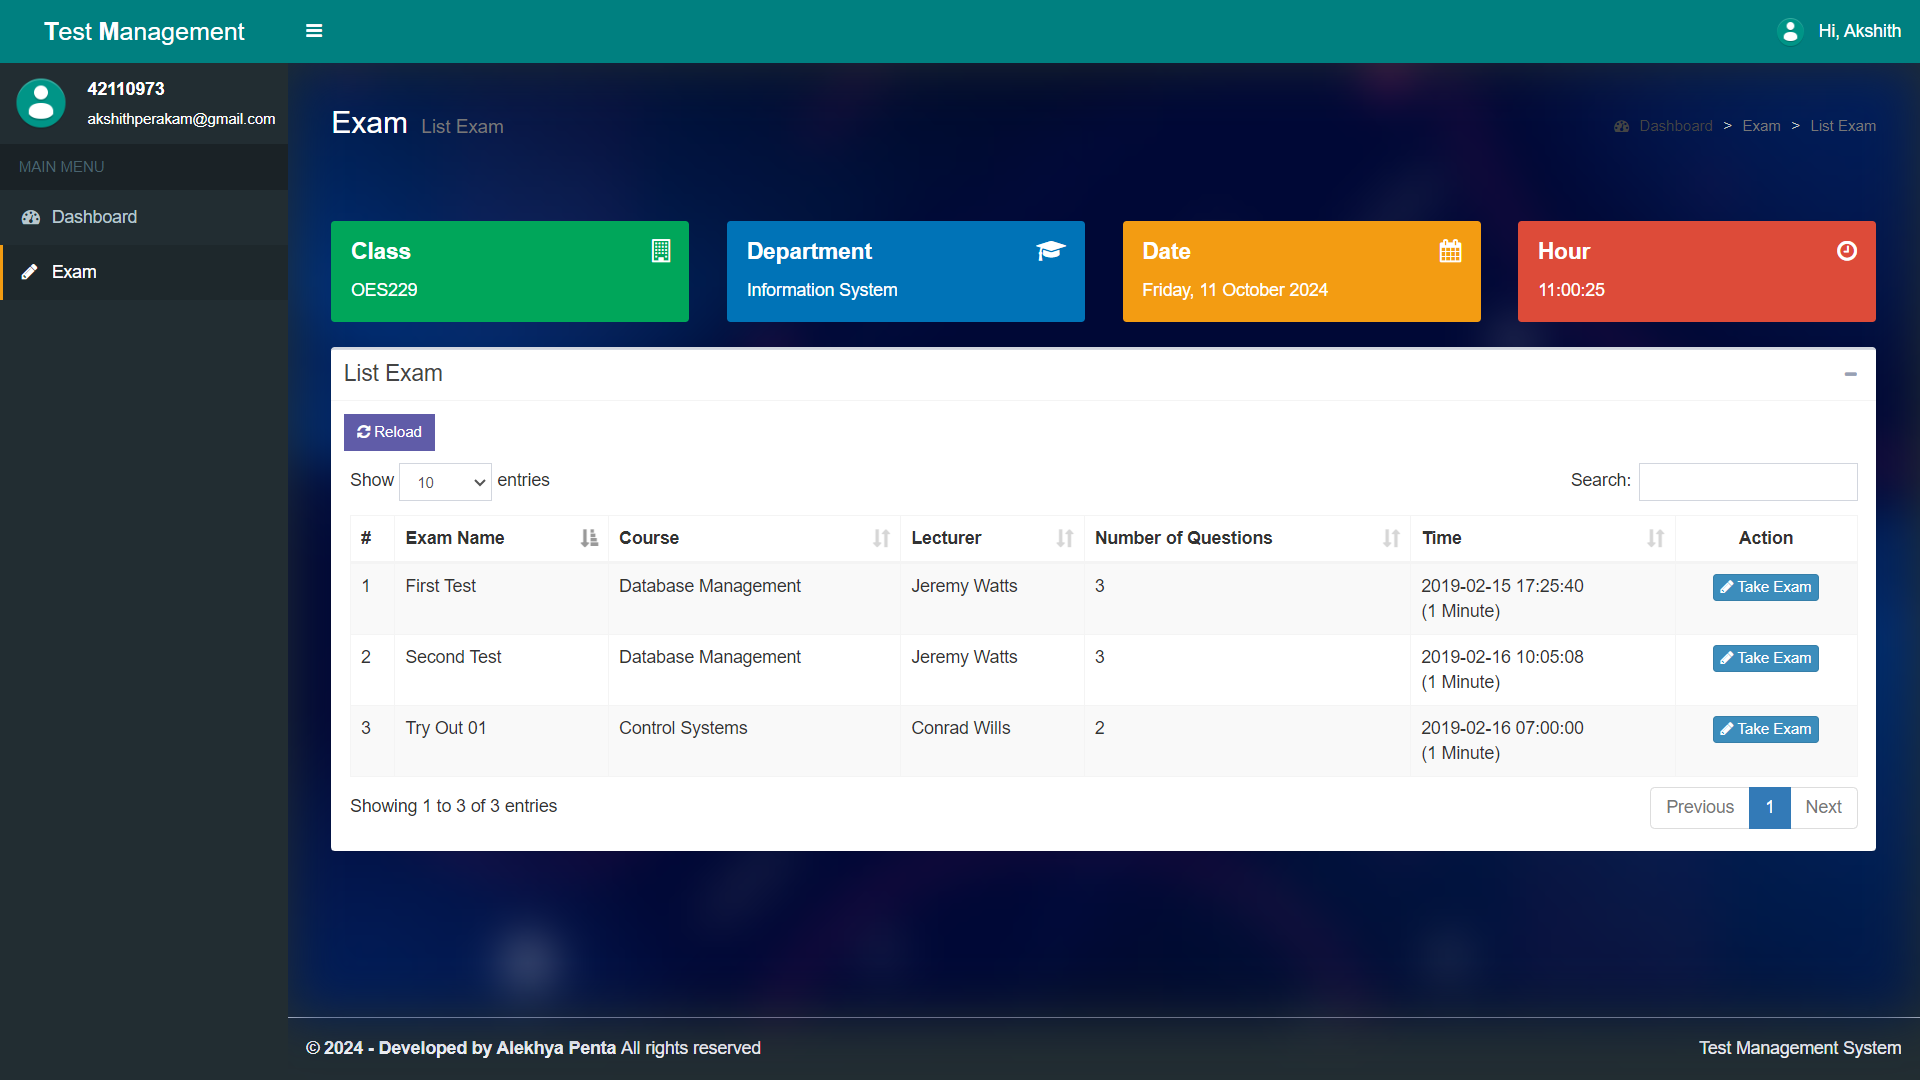 Test Management
Hi, Akshith
42110973
akshithperakam@gmail.com
MAIN MENU
Dashboard
Exam
Exam List Exam
Dashboard > Exam > List Exam
Class
OES229
Department
Information System
Date
Friday, 11 October 2024
Hour
11:00:25
List Exam
Reload
Show 10 entries
Search:
# Exam Name Course Lecturer Number of Questions Time Action
1 First Test Database Management Jeremy Watts 3 2019-02-15 17:25:40 Take Exam
(1 Minute)
2 Second Test Database Management Jeremy Watts 3 2019-02-16 10:05:08 Take Exam
(1 Minute)
3 Try Out 01 Control Systems Conrad Wills 2 2019-02-16 07:00:00 Take Exam
(1 Minute)
Showing 1 to 3 of 3 entries
Previous 1 Next
© 2024 - Developed by Alekhya Penta All rights reserved
Test Management System